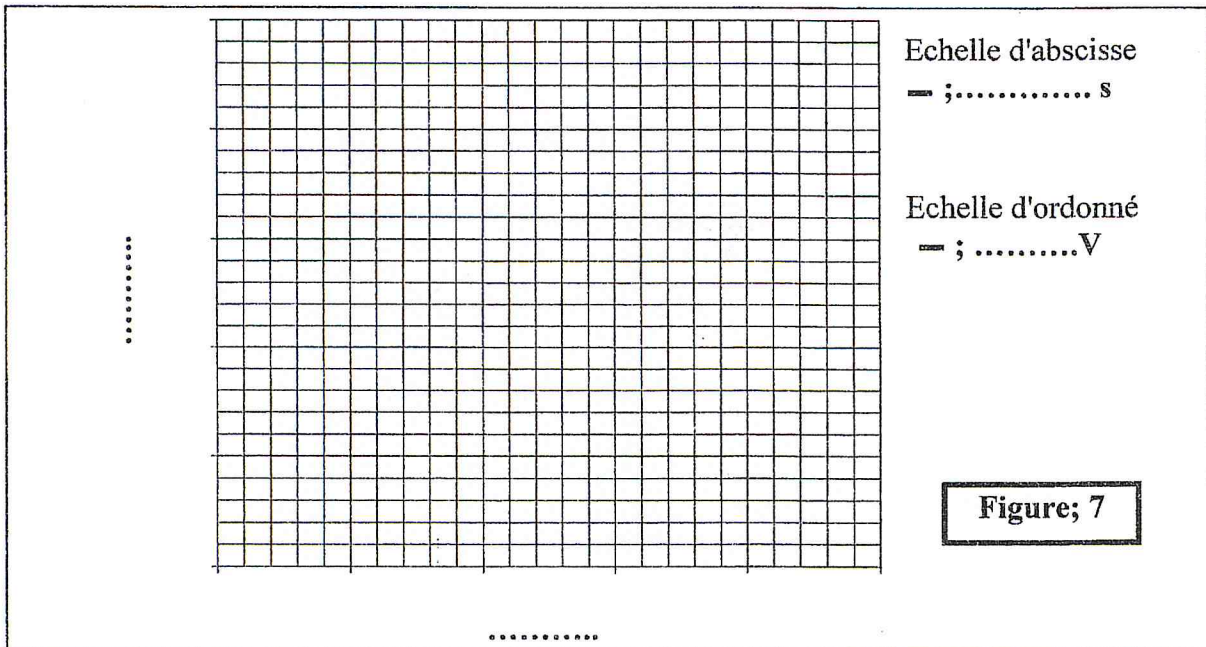 Echelle d'abscisse
– ;............. s
Echelle d'ordonné
– ; ..........V
Figure; 7
............
...........